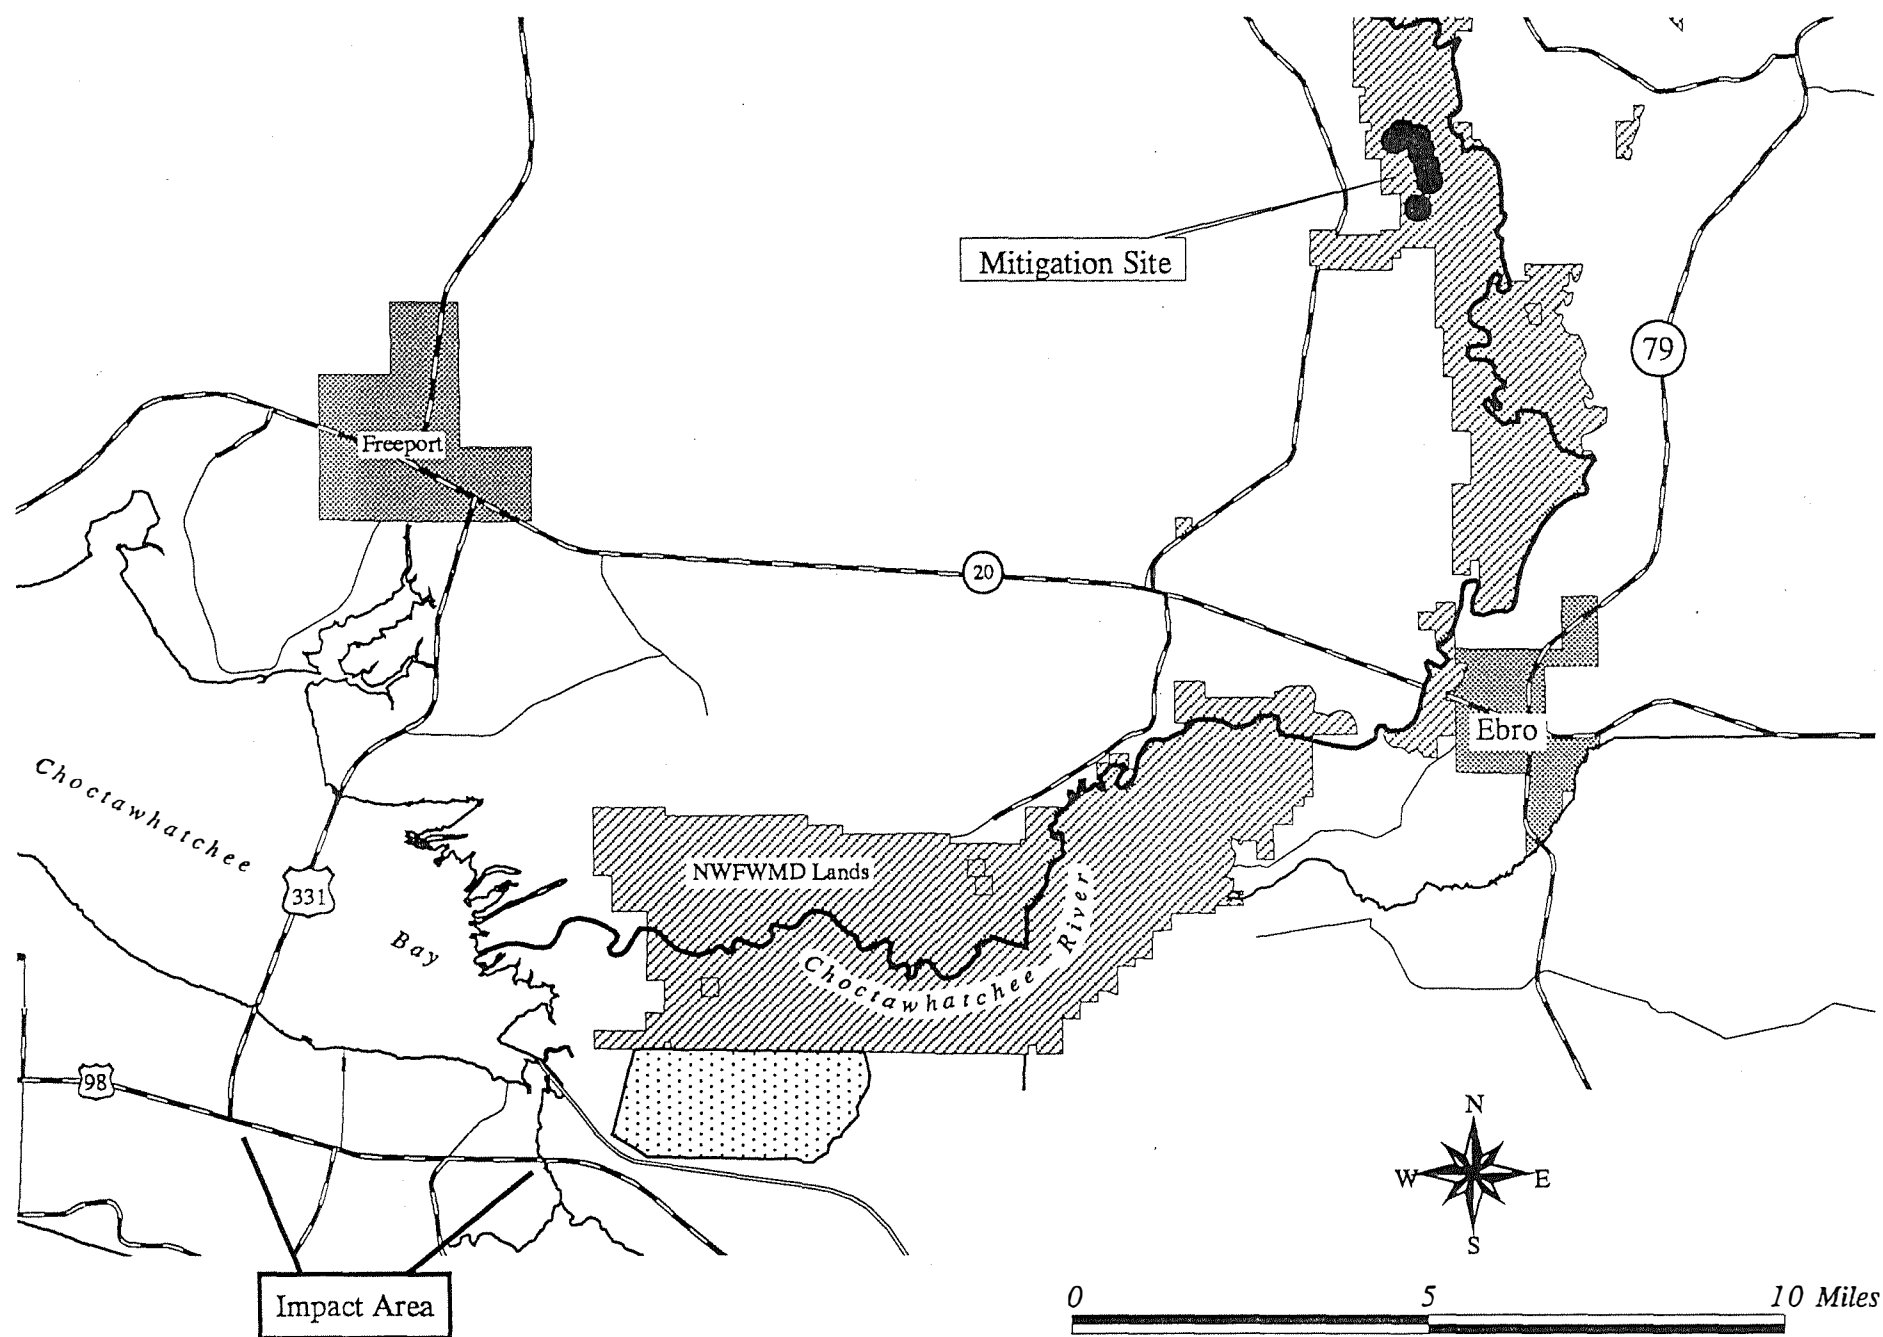 Mitigation Site
79
Freeport
20
Ebro
Choctawhatchee
Bay
331
NWFWMD Lands
Choctawhatchee River
98
N
W
E
S
Impact Area
0 5 10 Miles